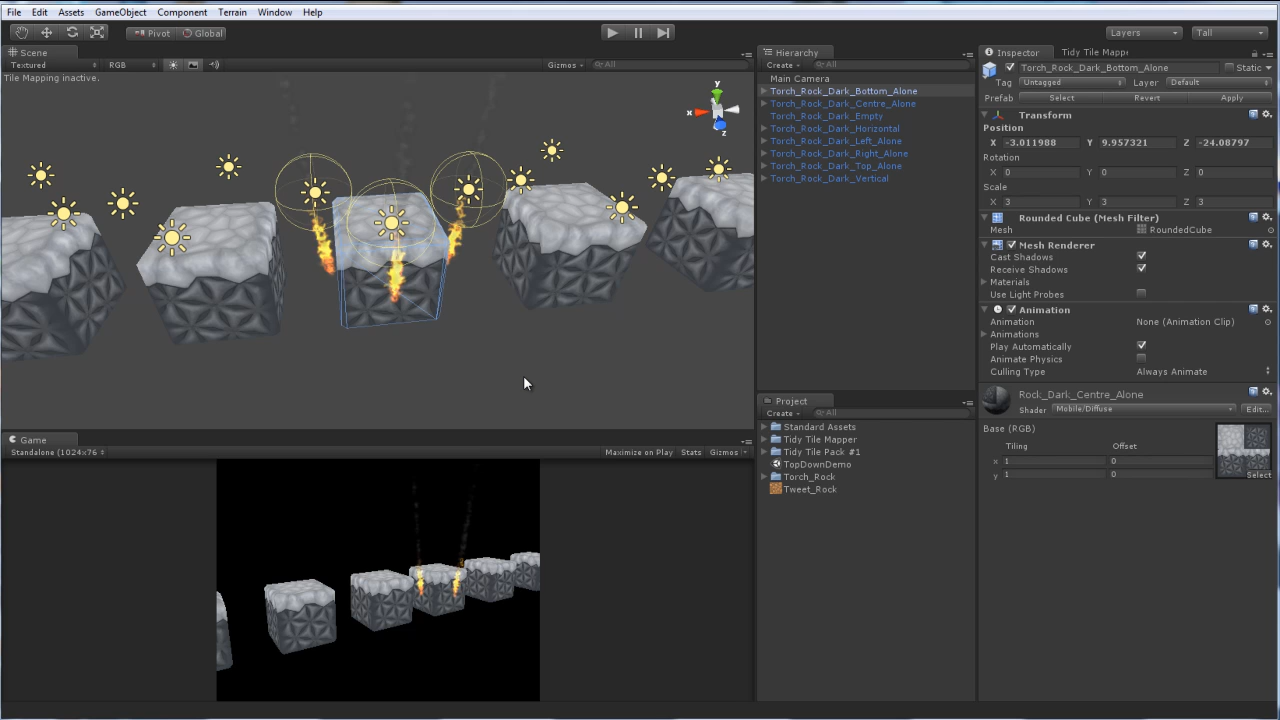 File Edit Assets GameObject Component Terrain Window Help
Pivot Global Layers Tall
Scene
Textured RGB Gizmos All
Tile Mapping inactive.
y
x
z
Game
Standalone (1024x76 Maximize on Play Stats Gizmos
Hierarchy
Create All
Main Camera
Torch_Rock_Dark_Bottom_Alone
Torch_Rock_Dark_Centre_Alone
Torch_Rock_Dark_Empty
Torch_Rock_Dark_Horizontal
Torch_Rock_Dark_Left_Alone
Torch_Rock_Dark_Right_Alone
Torch_Rock_Dark_Top_Alone
Torch_Rock_Dark_Vertical
Project
Create All
Standard Assets
Tidy Tile Mapper
Tidy Tile Pack #1
TopDownDemo
Torch_Rock
Tweet_Rock
Inspector Tidy Tile Mappi
Torch_Rock_Dark_Bottom_Alone Static
Tag Untagged Layer Default
Prefab Select Revert Apply
Transform
Position
X -3.011988 Y 9.957321 Z -24.08797
Rotation
X 0 Y 0 Z 0
Scale
X 3 Y 3 Z 3
Rounded Cube (Mesh Filter)
Mesh RoundedCube
Mesh Renderer
Cast Shadows
Receive Shadows
Materials
Use Light Probes
Animation
Animation None (Animation Clip)
Animations
Play Automatically
Animate Physics
Culling Type Always Animate
Rock_Dark_Centre_Alone
Shader Mobile/Diffuse Edit...
Base (RGB)
Tiling Offset
x 1 0
y 1 0
Select